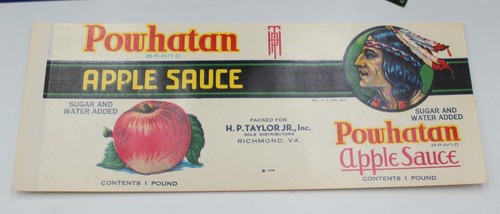 Powhatan
BRAND
APPLE SAUCE
SUGAR AND
WATER ADDED
CONTENTS 1 POUND
PACKED FOR
H. P. TAYLOR JR., Inc.
SOLE DISTRIBUTORS
RICHMOND, VA.
SUGAR AND
WATER ADDED
Powhatan
BRAND
Apple Sauce
CONTENTS 1 POUND